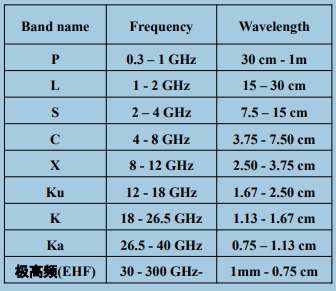 Band name Frequency Wavelength
P 0.3 – 1 GHz 30 cm - 1m
L 1 - 2 GHz 15 – 30 cm
S 2 – 4 GHz 7.5 – 15 cm
C 4 - 8 GHz 3.75 - 7.50 cm
X 8 - 12 GHz 2.50 - 3.75 cm
Ku 12 - 18 GHz 1.67 - 2.50 cm
K 18 - 26.5 GHz 1.13 - 1.67 cm
Ka 26.5 - 40 GHz 0.75 – 1.13 cm
极高频(EHF) 30 - 300 GHz- 1mm - 0.75 cm